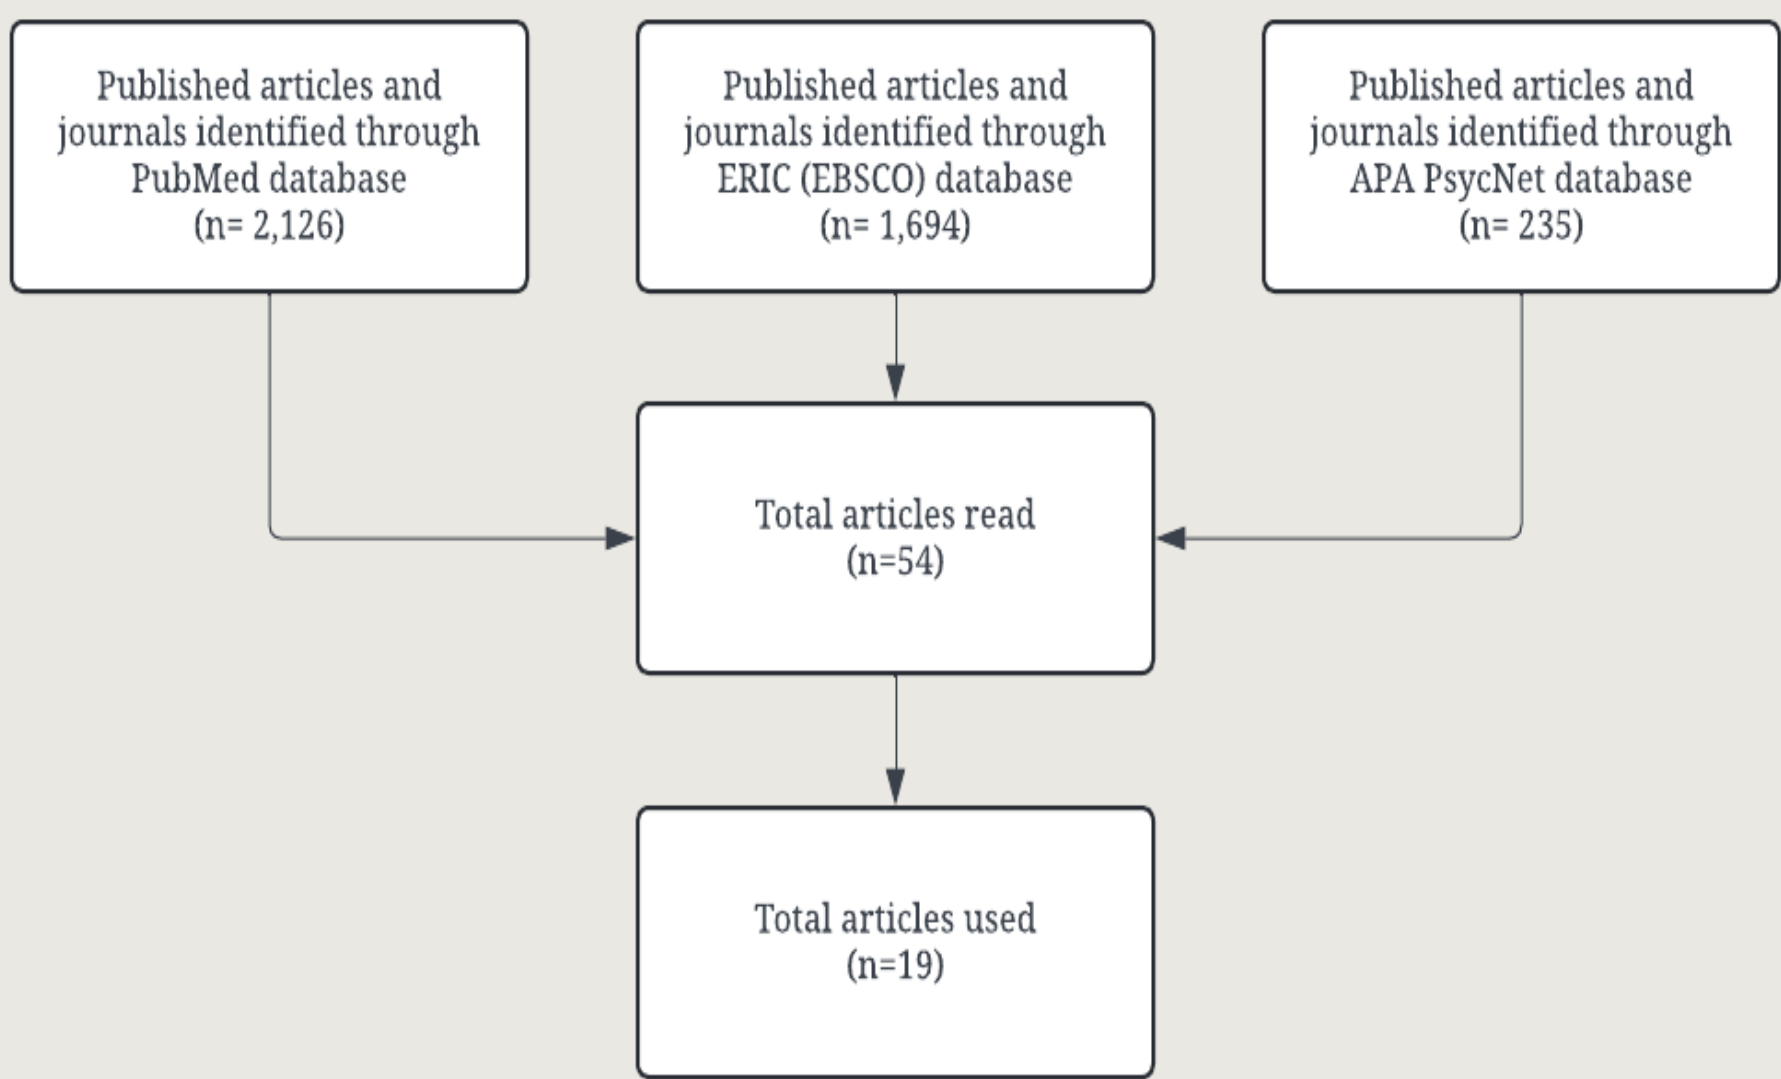 Published articles and
journals identified through
PubMed database
(n= 2,126)
Published articles and
journals identified through
ERIC (EBSCO) database
(n= 1,694)
Published articles and
journals identified through
APA PsycNet database
(n= 235)
Total articles read
(n=54)
Total articles used
(n=19)